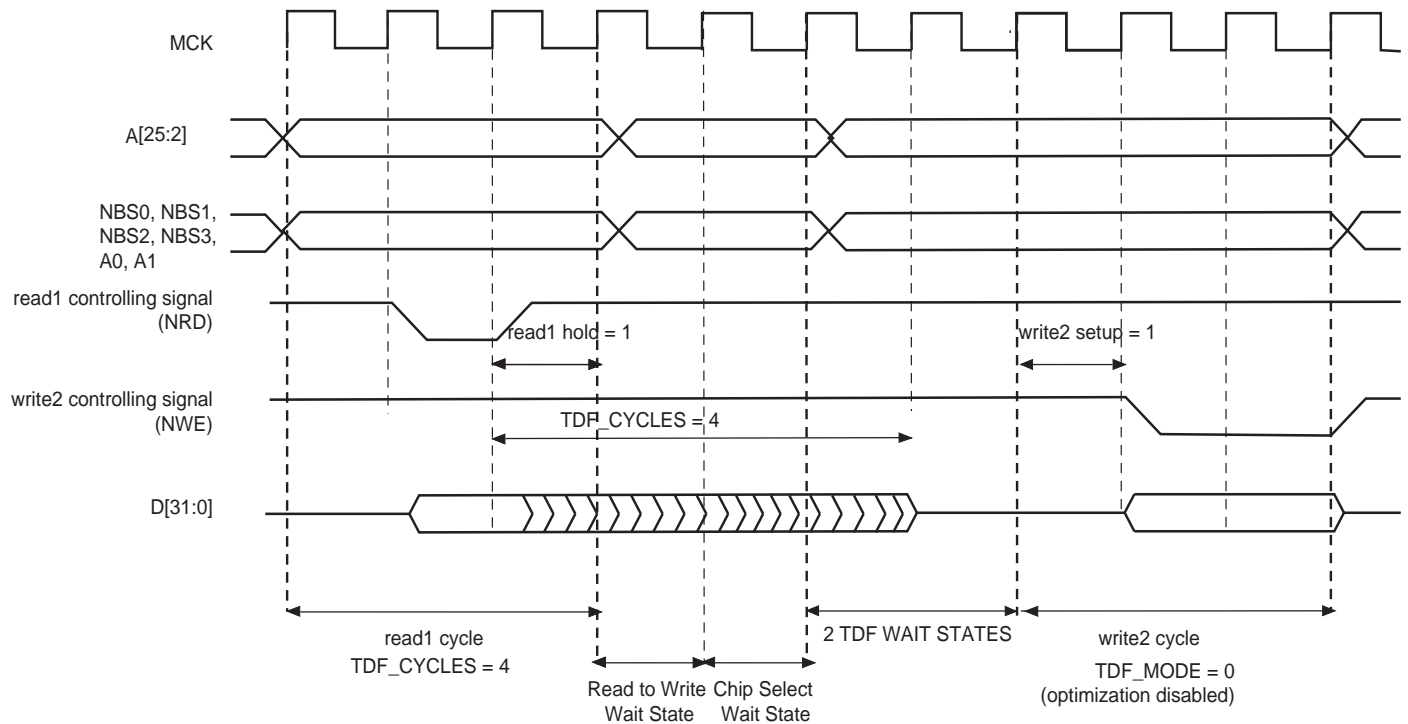 MCK
A[25:2]
NBS0, NBS1,
NBS2, NBS3,
A0, A1
read1 controlling signal
(NRD)
read1 hold = 1
write2 setup = 1
write2 controlling signal
(NWE)
TDF_CYCLES = 4
D[31:0]
read1 cycle
TDF_CYCLES = 4
2 TDF WAIT STATES
write2 cycle
TDF_MODE = 0
(optimization disabled)
Read to Write
Wait State
Chip Select
Wait State